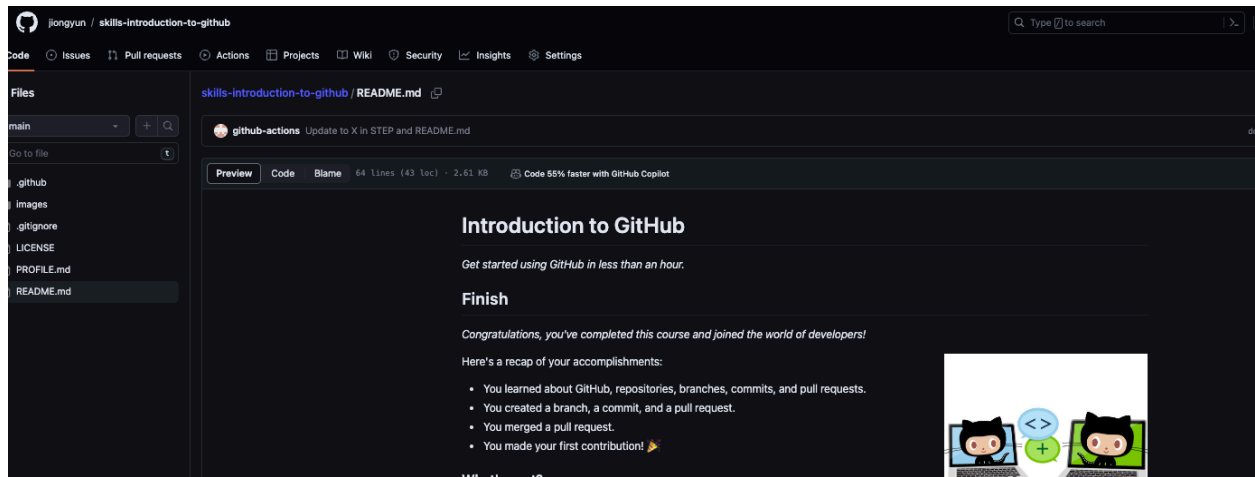 jiongyun / skills-introduction-to-github
Type / to search
Code Issues Pull requests Actions Projects Wiki Security Insights Settings
Files
skills-introduction-to-github / README.md
main
github-actions Update to X in STEP and README.md
Go to file t
Preview Code Blame 64 lines (43 loc) · 2.61 KB Code 55% faster with GitHub Copilot
.github
images
.gitignore
LICENSE
PROFILE.md
README.md
Introduction to GitHub
Get started using GitHub in less than an hour.
Finish
Congratulations, you've completed this course and joined the world of developers!
Here's a recap of your accomplishments:
• You learned about GitHub, repositories, branches, commits, and pull requests.
• You created a branch, a commit, and a pull request.
• You merged a pull request.
• You made your first contribution! 🎉
<> +